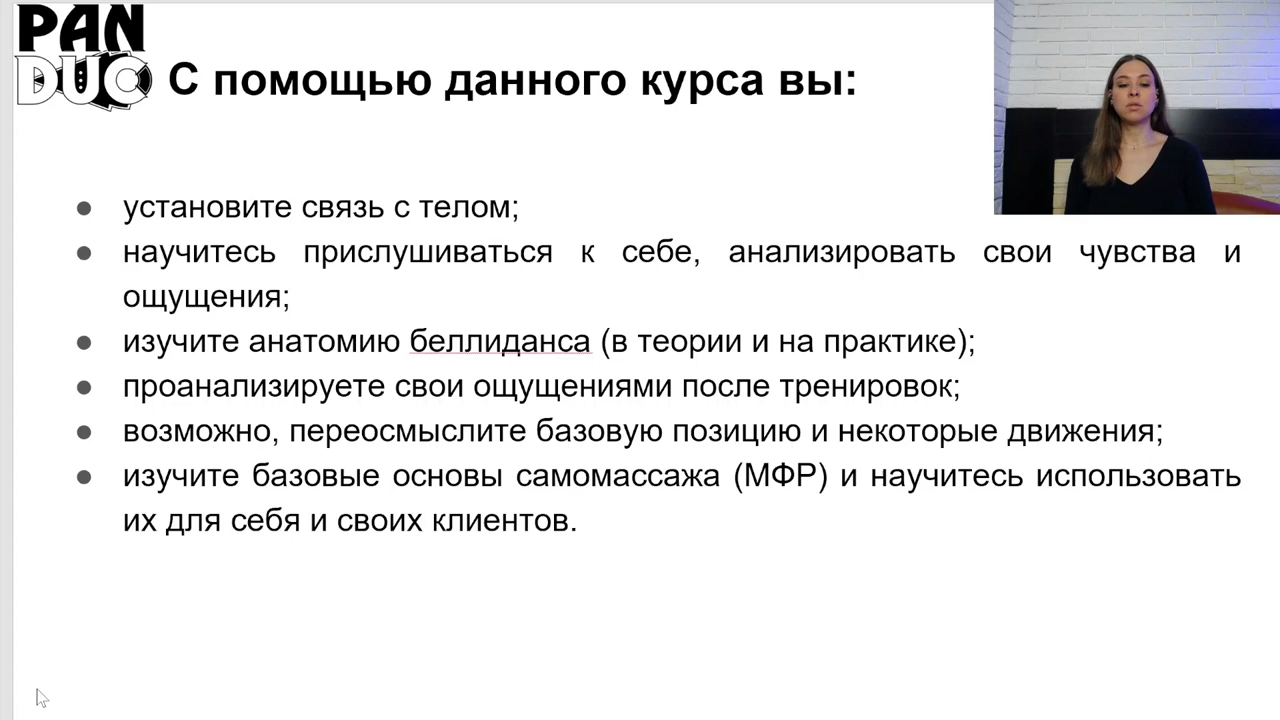 PAN
DUC
С помощью данного курса вы:
● установите связь с телом;
● научитесь прислушиваться к себе, анализировать свои чувства и
ощущения;
● изучите анатомию беллиданса (в теории и на практике);
● проанализируете свои ощущениями после тренировок;
● возможно, переосмыслите базовую позицию и некоторые движения;
● изучите базовые основы самомассажа (МФР) и научитесь использовать
их для себя и своих клиентов.